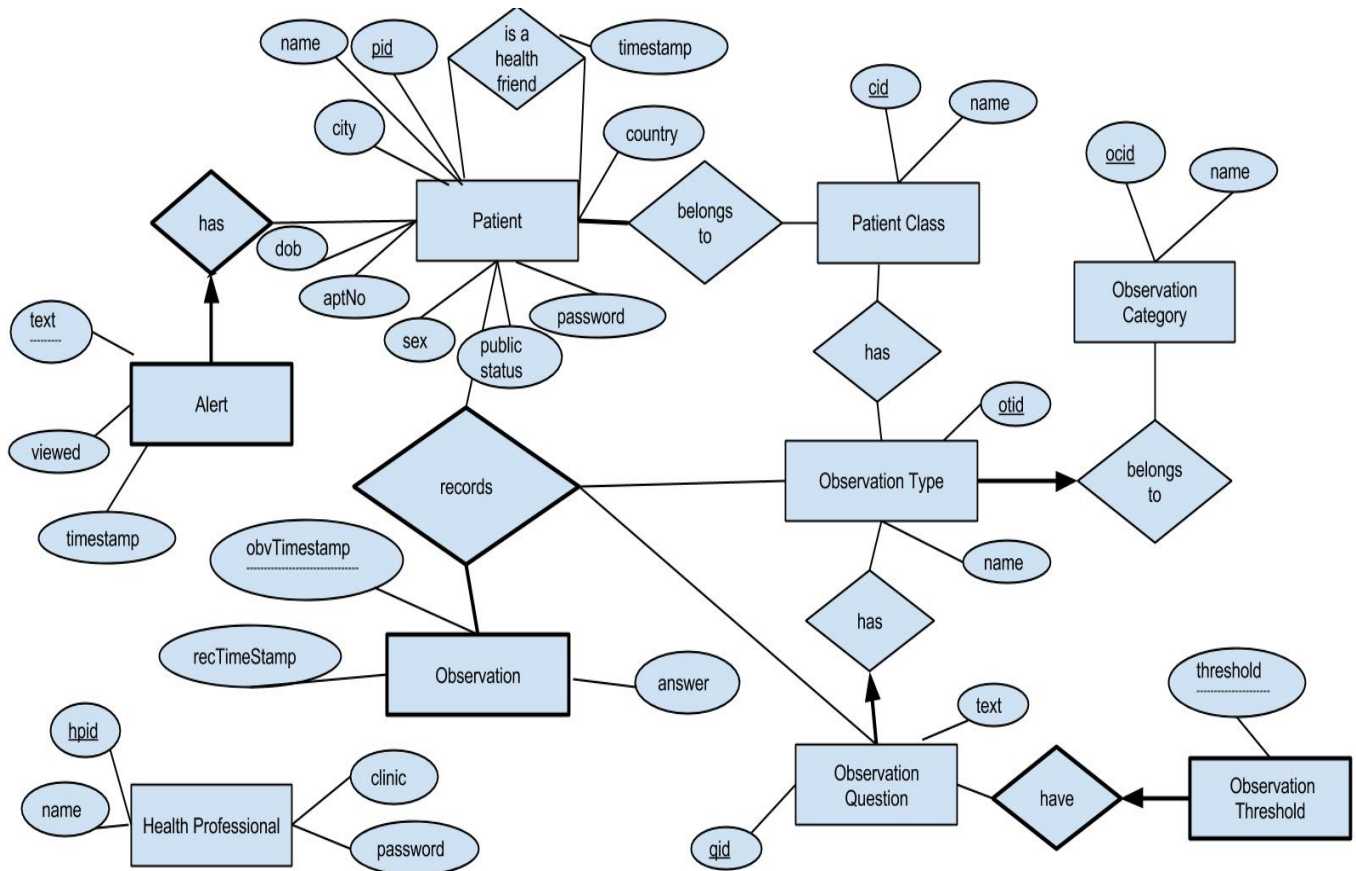 name
pid
is a
health
friend
timestamp
city
country
cid
name
ocid
name
has
Patient
belongs
to
Patient Class
dob
aptNo
sex
public
status
password
Observation
Category
text
Alert
viewed
timestamp
has
otid
records
Observation Type
belongs
to
name
obvTimestamp
recTimeStamp
Observation
answer
has
threshold
text
hpid
name
clinic
Health Professional
password
Observation
Question
qid
have
Observation
Threshold